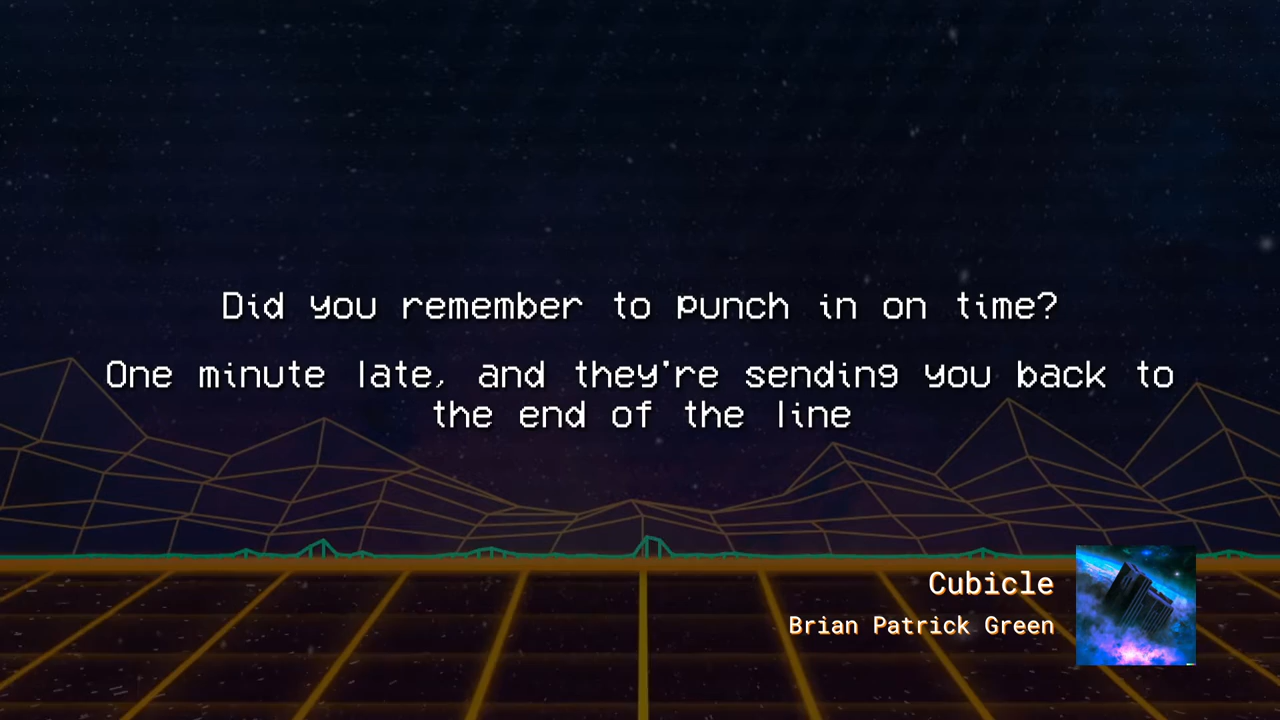 Did you remember to punch in on time?
One minute late, and they're sending you back to
the end of the line
Cubicle
Brian Patrick Green